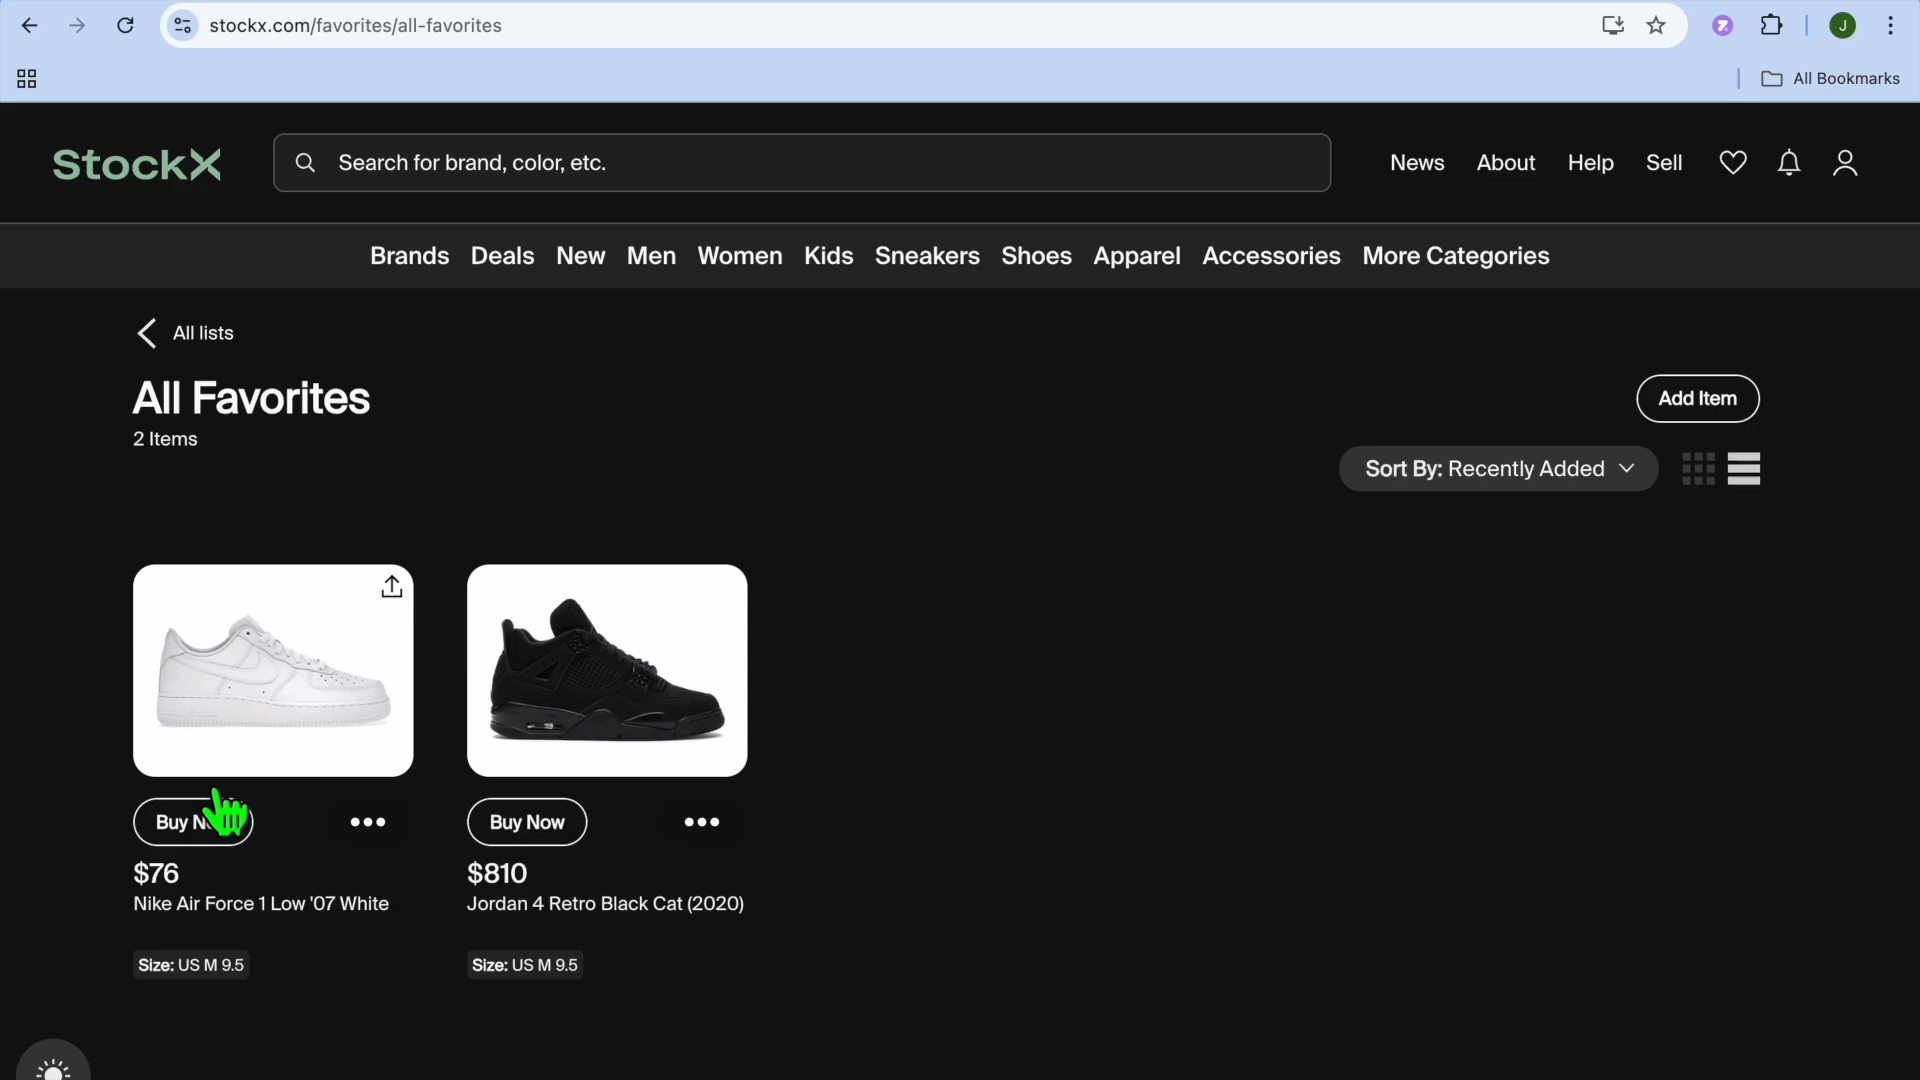 stockx.com/favorites/all-favorites
J
All Bookmarks
StockX
Search for brand, color, etc.
News About Help Sell
Brands Deals New Men Women Kids Sneakers Shoes Apparel Accessories More Categories
All lists
All Favorites
2 Items
Add Item
Sort By: Recently Added
Buy
Buy Now
$76
$810
Nike Air Force 1 Low '07 White
Jordan 4 Retro Black Cat (2020)
Size: US M 9.5
Size: US M 9.5